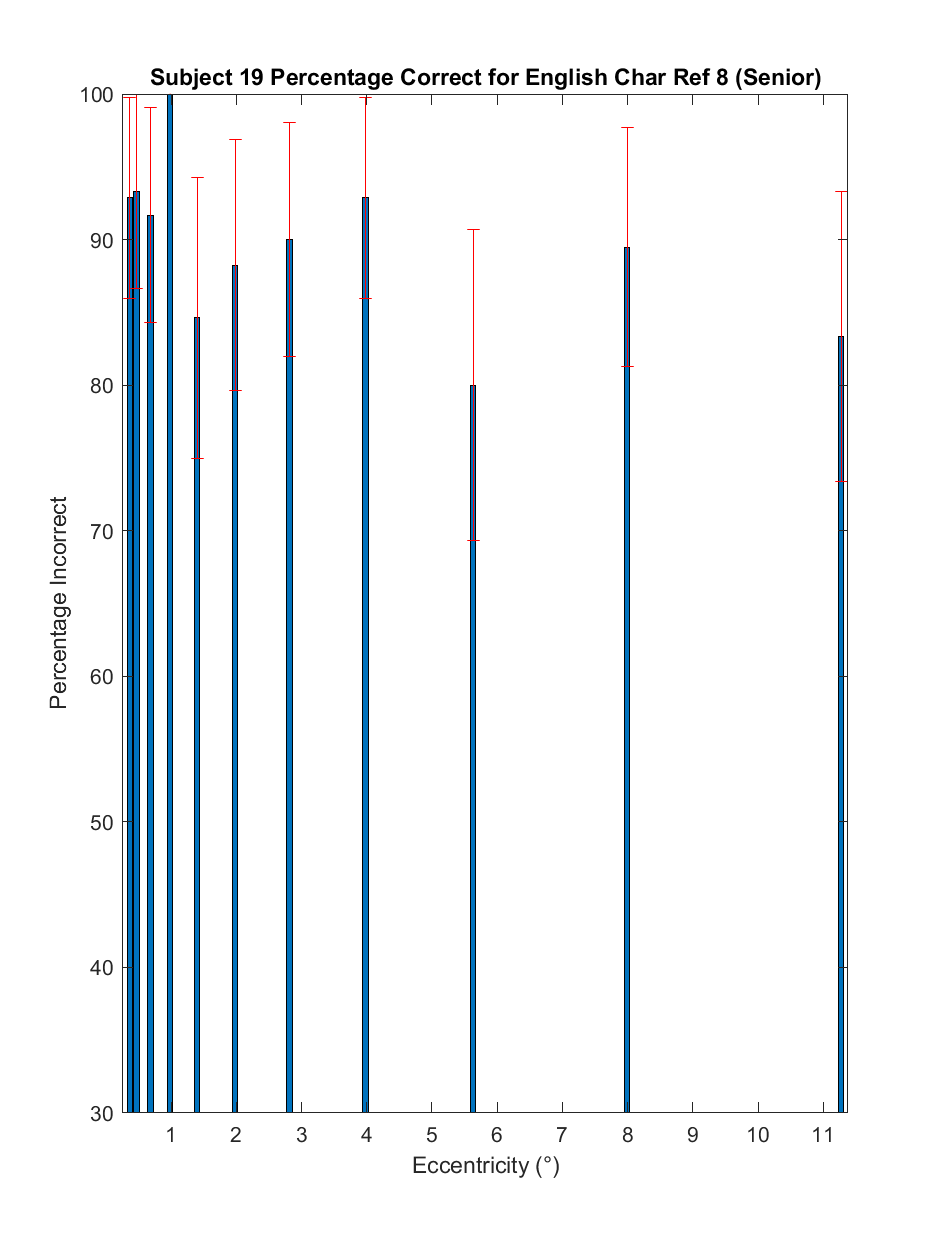 Subject 19 Percentage Correct for English Char Ref 8 (Senior)
100
90
80
70
60
50
40
30
Percentage Incorrect
1 2 3 4 5 6 7 8 9 10 11
Eccentricity (°)